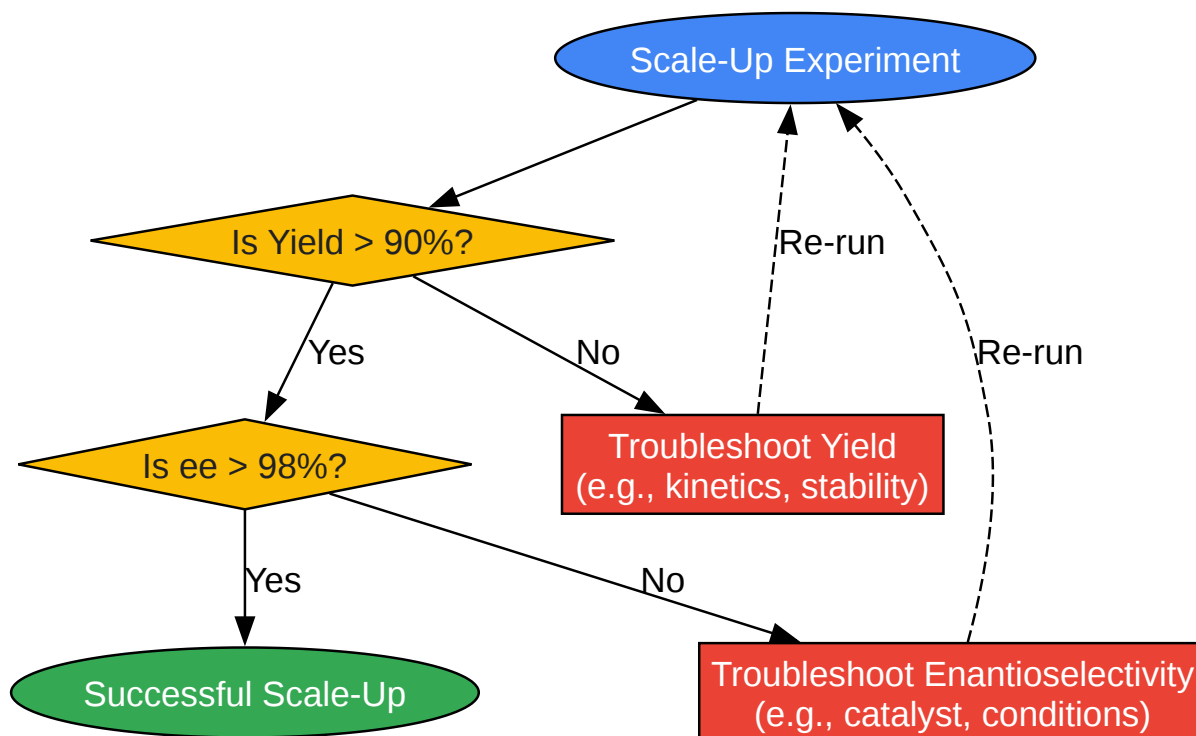 Scale-Up Experiment
Is Yield > 90%?
Re-run
Yes
No
Re-run
Troubleshoot Yield
(e.g., kinetics, stability)
Is ee > 98%?
Yes
No
Successful Scale-Up
Troubleshoot Enantioselectivity
(e.g., catalyst, conditions)